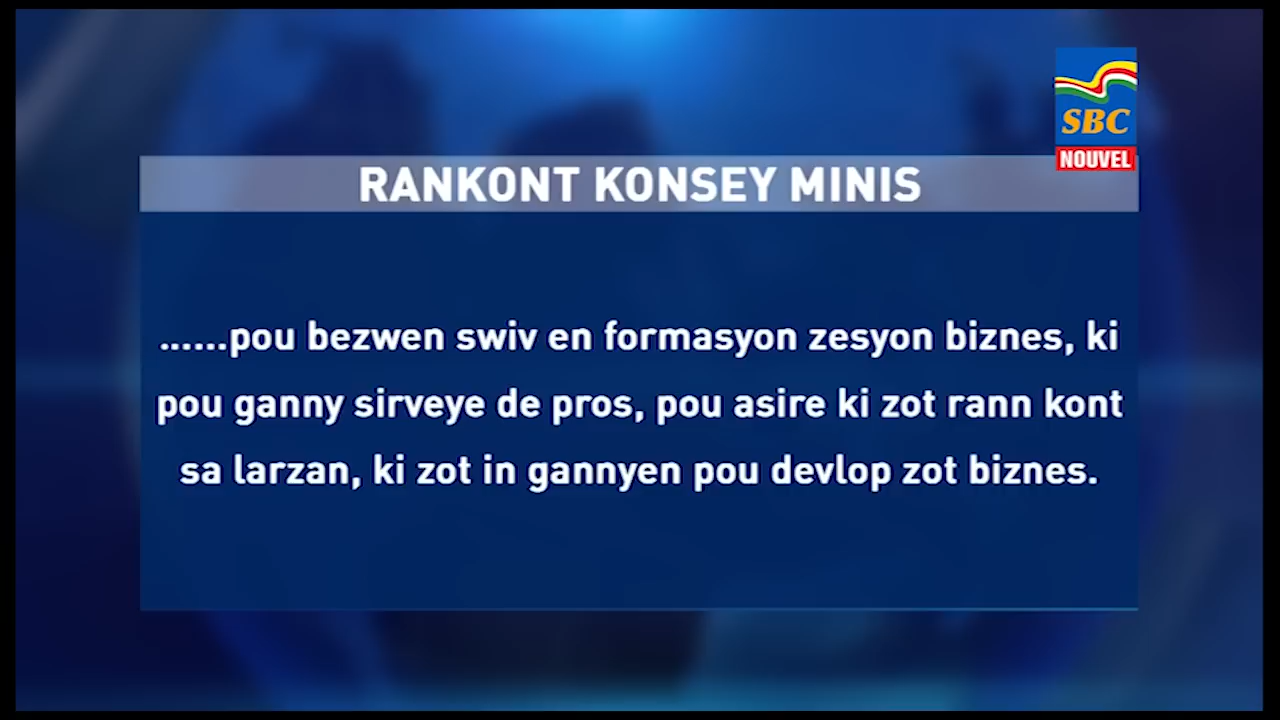 SBC
NOUVEL
RANKONT KONSEY MINIS
......pou bezwen swiv en formasyon zesyon biznes, ki
pou ganny sirveye de pros, pou asire ki zot rann kont
sa larzan, ki zot in gannyen pou devlop zot biznes.